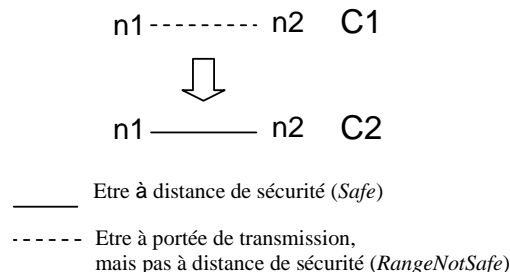 n1 n2 C1
n1 n2 C2
Etre à distance de sécurité (Safe)
Etre à portée de transmission,
mais pas à distance de sécurité (RangeNotSafe)